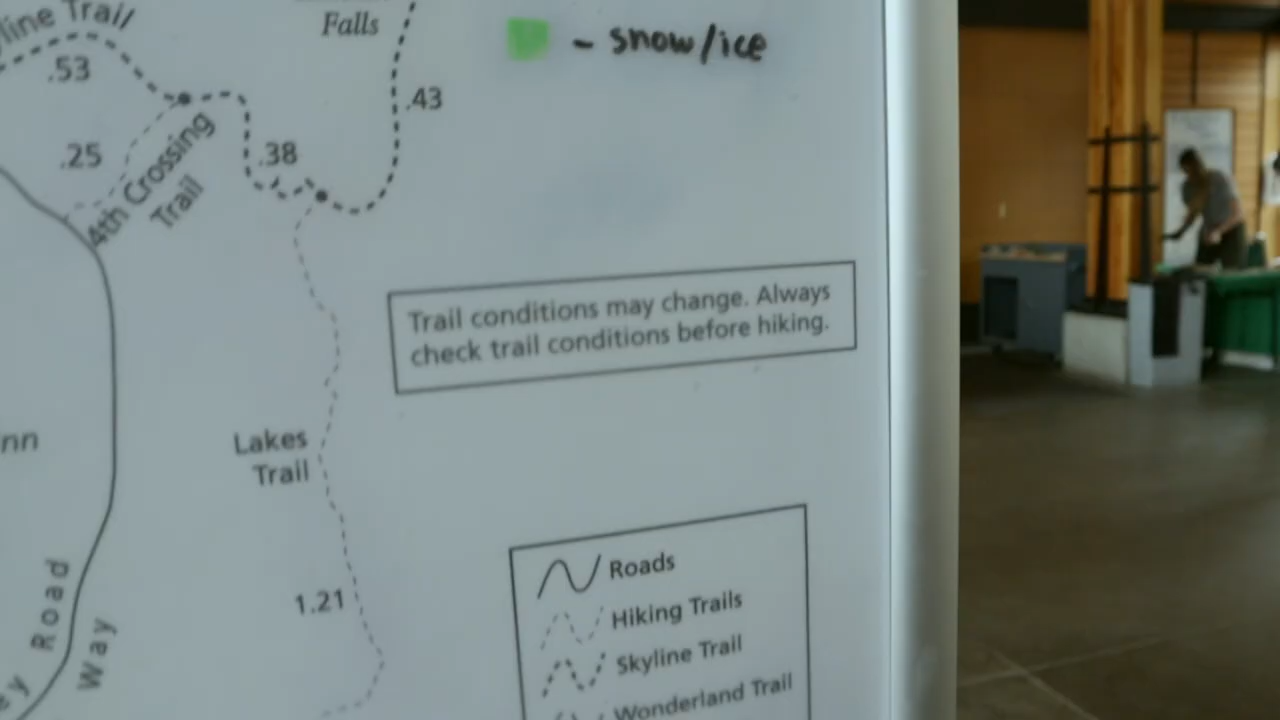 line Trail
Falls
- snow/ice
.53
.43
.25
.38
4th Crossing
Trail
Trail conditions may change. Always
check trail conditions before hiking.
nn
Lakes
Trail
1.21
ey Road
Way
Roads
Hiking Trails
Skyline Trail
Wonderland Trail